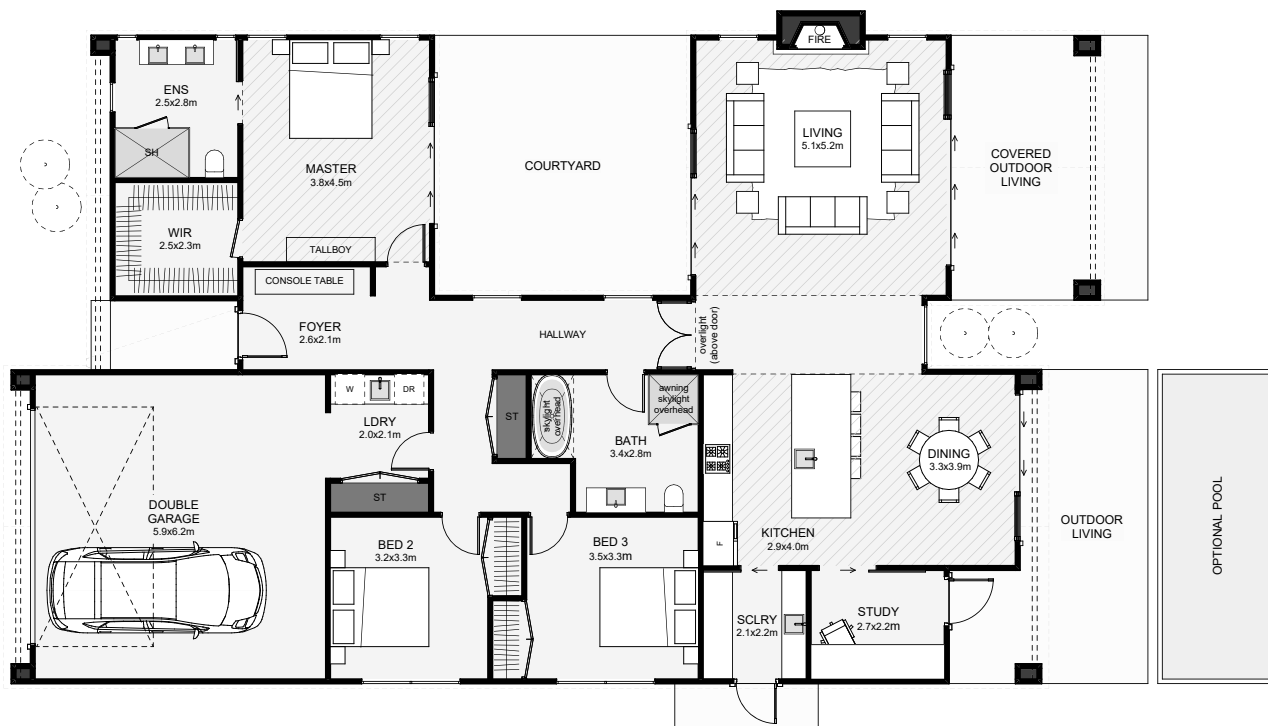 FIRE
ENS
2.5x2.8m
SH
MASTER
3.8x4.5m
TALLBOY
WIR
2.5x2.3m
COURTYARD
LIVING
5.1x5.2m
COVERED
OUTDOOR
LIVING
CONSOLE TABLE
FOYER
2.6x2.1m
HALLWAY
overlight
(above door)
W
DR
LDRY
2.0x2.1m
ST
ST
skylight
overhead
awning
skylight
overhead
BATH
3.4x2.8m
DINING
3.3x3.9m
DOUBLE
GARAGE
5.9x6.2m
BED 2
3.2x3.3m
BED 3
3.5x3.3m
F
KITCHEN
2.9x4.0m
OUTDOOR
LIVING
OPTIONAL POOL
SCLRY
2.1x2.2m
STUDY
2.7x2.2m